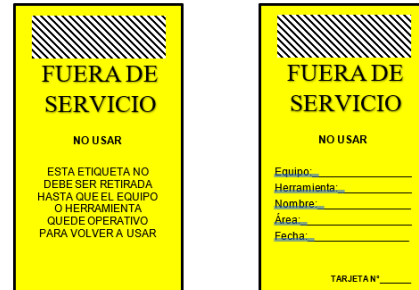 FUERA DE
SERVICIO
NO USAR
ESTA ETIQUETA NO
DEBE SER RETIRADA
HASTA QUE EL EQUIPO
O HERRAMIENTA
QUEDE OPERATIVO
PARA VOLVER A USAR
FUERA DE
SERVICIO
NO USAR
Equipo:
Herramienta:
Nombre:
Área:
Fecha:
TARJETA N°